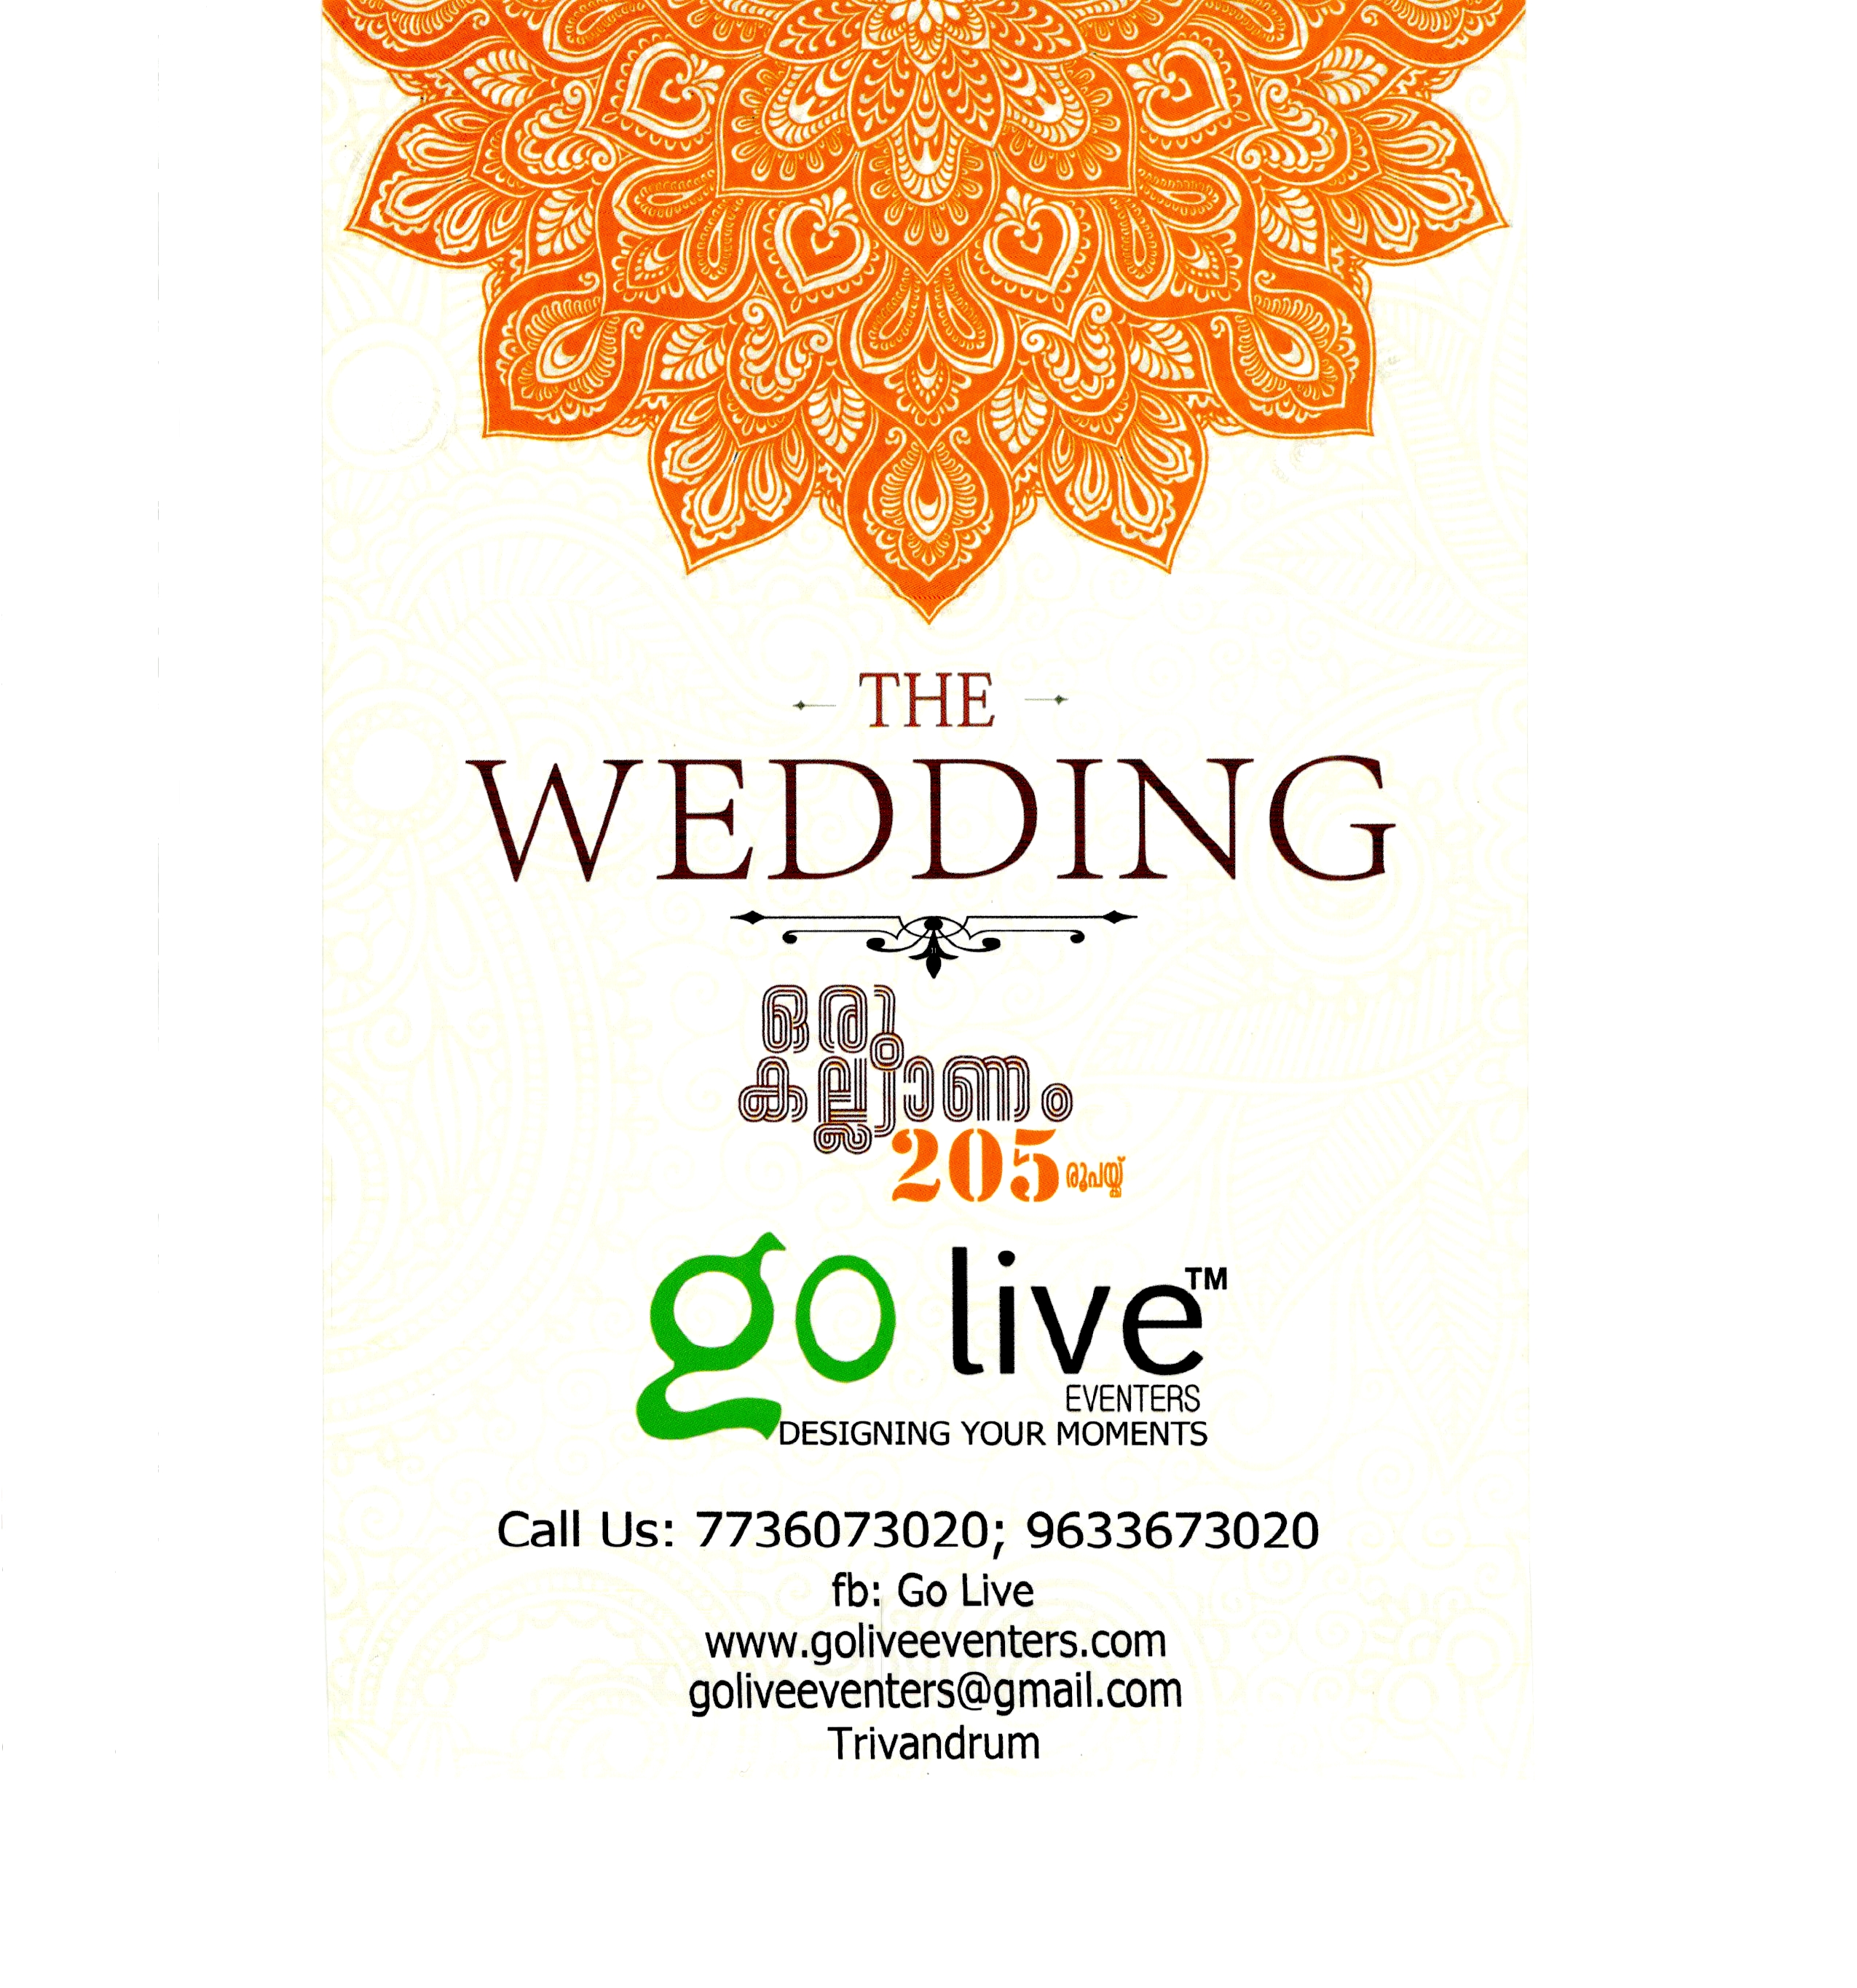 THE
WEDDING
ഒരു
കല്ല്യാണം
205 രൂപയ്ക്ക്
go live™
EVENTERS
DESIGNING YOUR MOMENTS
Call Us: 7736073020; 9633673020
fb: Go Live
www.goliveeventers.com
goliveeventers@gmail.com
Trivandrum